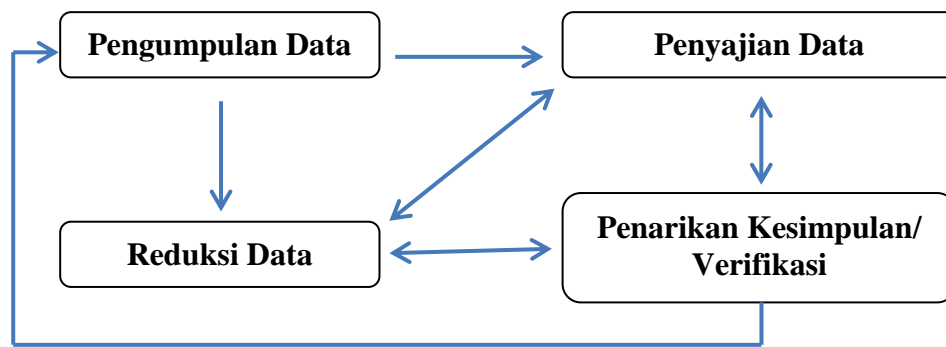 Pengumpulan Data
Penyajian Data
Reduksi Data
Penarikan Kesimpulan/
Verifikasi